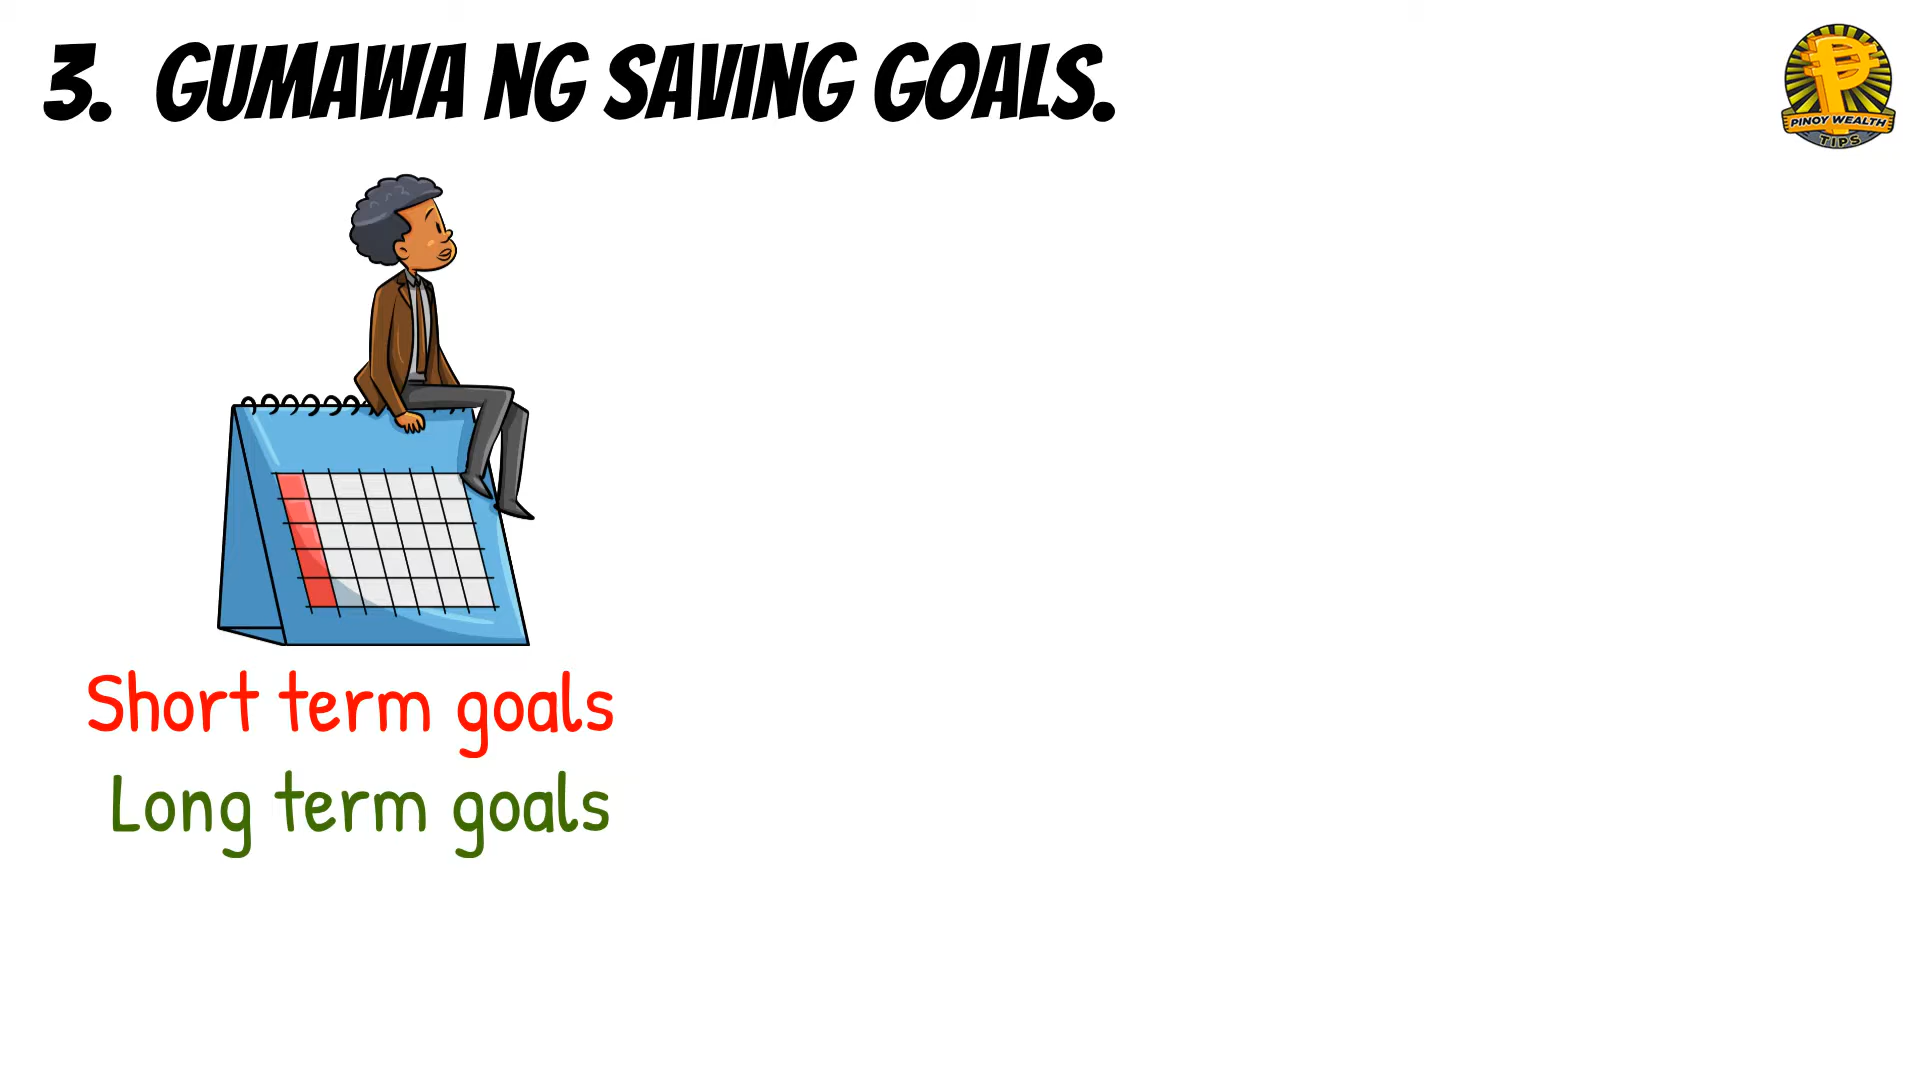 3. GUMAWA NG SAVING GOALS.
PINOY WEALTH
TIPS
Short term goals
Long term goals